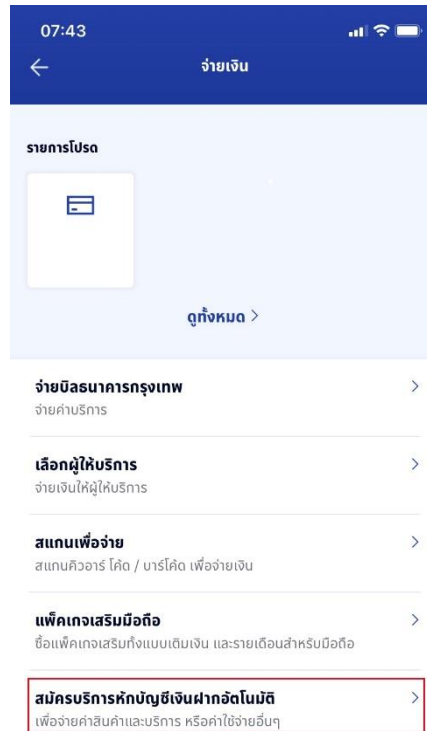 07:43
จ่ายเงิน
รายการโปรด
ดูทั้งหมด >
จ่ายบิลธนาคารกรุงเทพ
จ่ายค่าบริการ
เลือกผู้ให้บริการ
จ่ายเงินให้ผู้ให้บริการ
สแกนเพื่อจ่าย
สแกนคิวอาร์ โค้ด / บาร์โค้ด เพื่อจ่ายเงิน
แพ็คเกจเสริมมือถือ
ซื้อแพ็คเกจเสริมทั้งแบบเติมเงิน และรายเดือนสำหรับมือถือ
สมัครบริการหักบัญชีเงินฝากอัตโนมัติ
เพื่อจ่ายค่าสินค้าและบริการ หรือค่าใช้จ่ายอื่นๆ